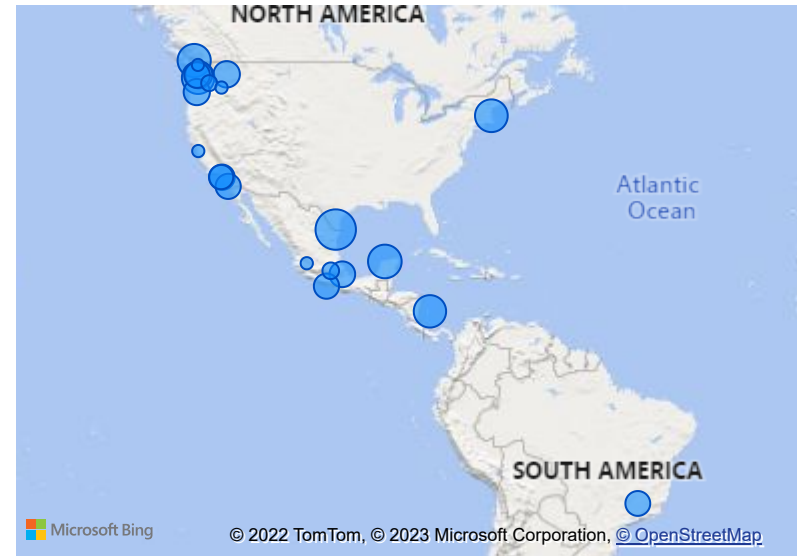 NORTH AMERICA
Atlantic
Ocean
SOUTH AMERICA
Microsoft Bing
© 2022 TomTom, © 2023 Microsoft Corporation, © OpenStreetMap